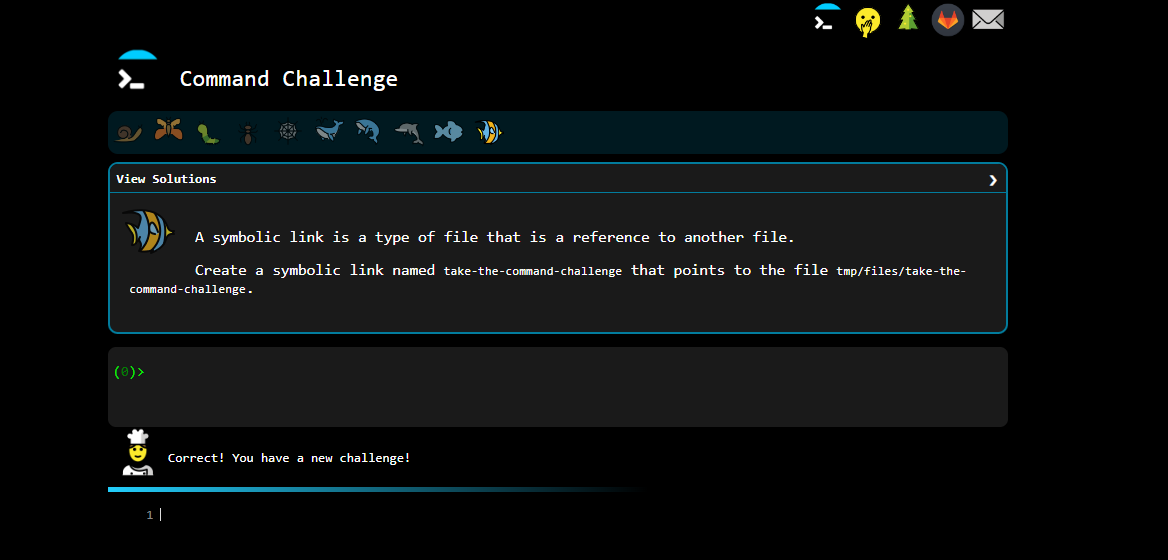 Command Challenge
View Solutions
A symbolic link is a type of file that is a reference to another file.
Create a symbolic link named take-the-command-challenge that points to the file tmp/files/take-the-
command-challenge.
(0)>
Correct! You have a new challenge!
1